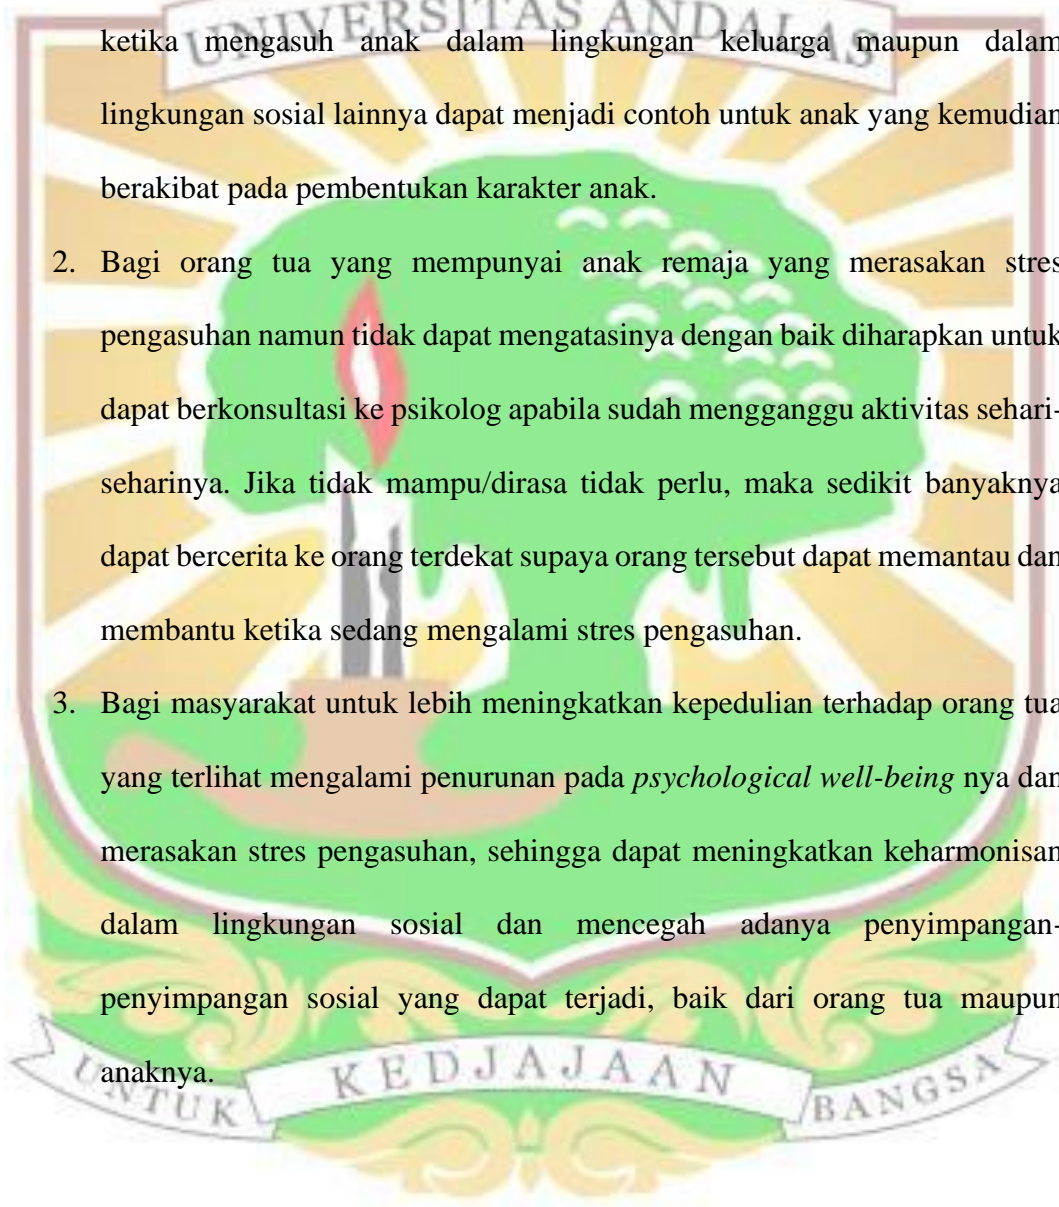 UNIVERSITAS ANDALAS
ketika mengasuh anak dalam lingkungan keluarga maupun dalam
lingkungan sosial lainnya dapat menjadi contoh untuk anak yang kemudian
berakibat pada pembentukan karakter anak.
2. Bagi orang tua yang mempunyai anak remaja yang merasakan stres
pengasuhan namun tidak dapat mengatasinya dengan baik diharapkan untuk
dapat berkonsultasi ke psikolog apabila sudah mengganggu aktivitas sehari-
seharinya. Jika tidak mampu/dirasa tidak perlu, maka sedikit banyaknya
dapat bercerita ke orang terdekat supaya orang tersebut dapat memantau dan
membantu ketika sedang mengalami stres pengasuhan.
3. Bagi masyarakat untuk lebih meningkatkan kepedulian terhadap orang tua
yang terlihat mengalami penurunan pada psychological well-being nya dan
merasakan stres pengasuhan, sehingga dapat meningkatkan keharmonisan
dalam lingkungan sosial dan mencegah adanya penyimpangan-
penyimpangan sosial yang dapat terjadi, baik dari orang tua maupun
anaknya.
UNTUK KEDJAJAAN BANGSA